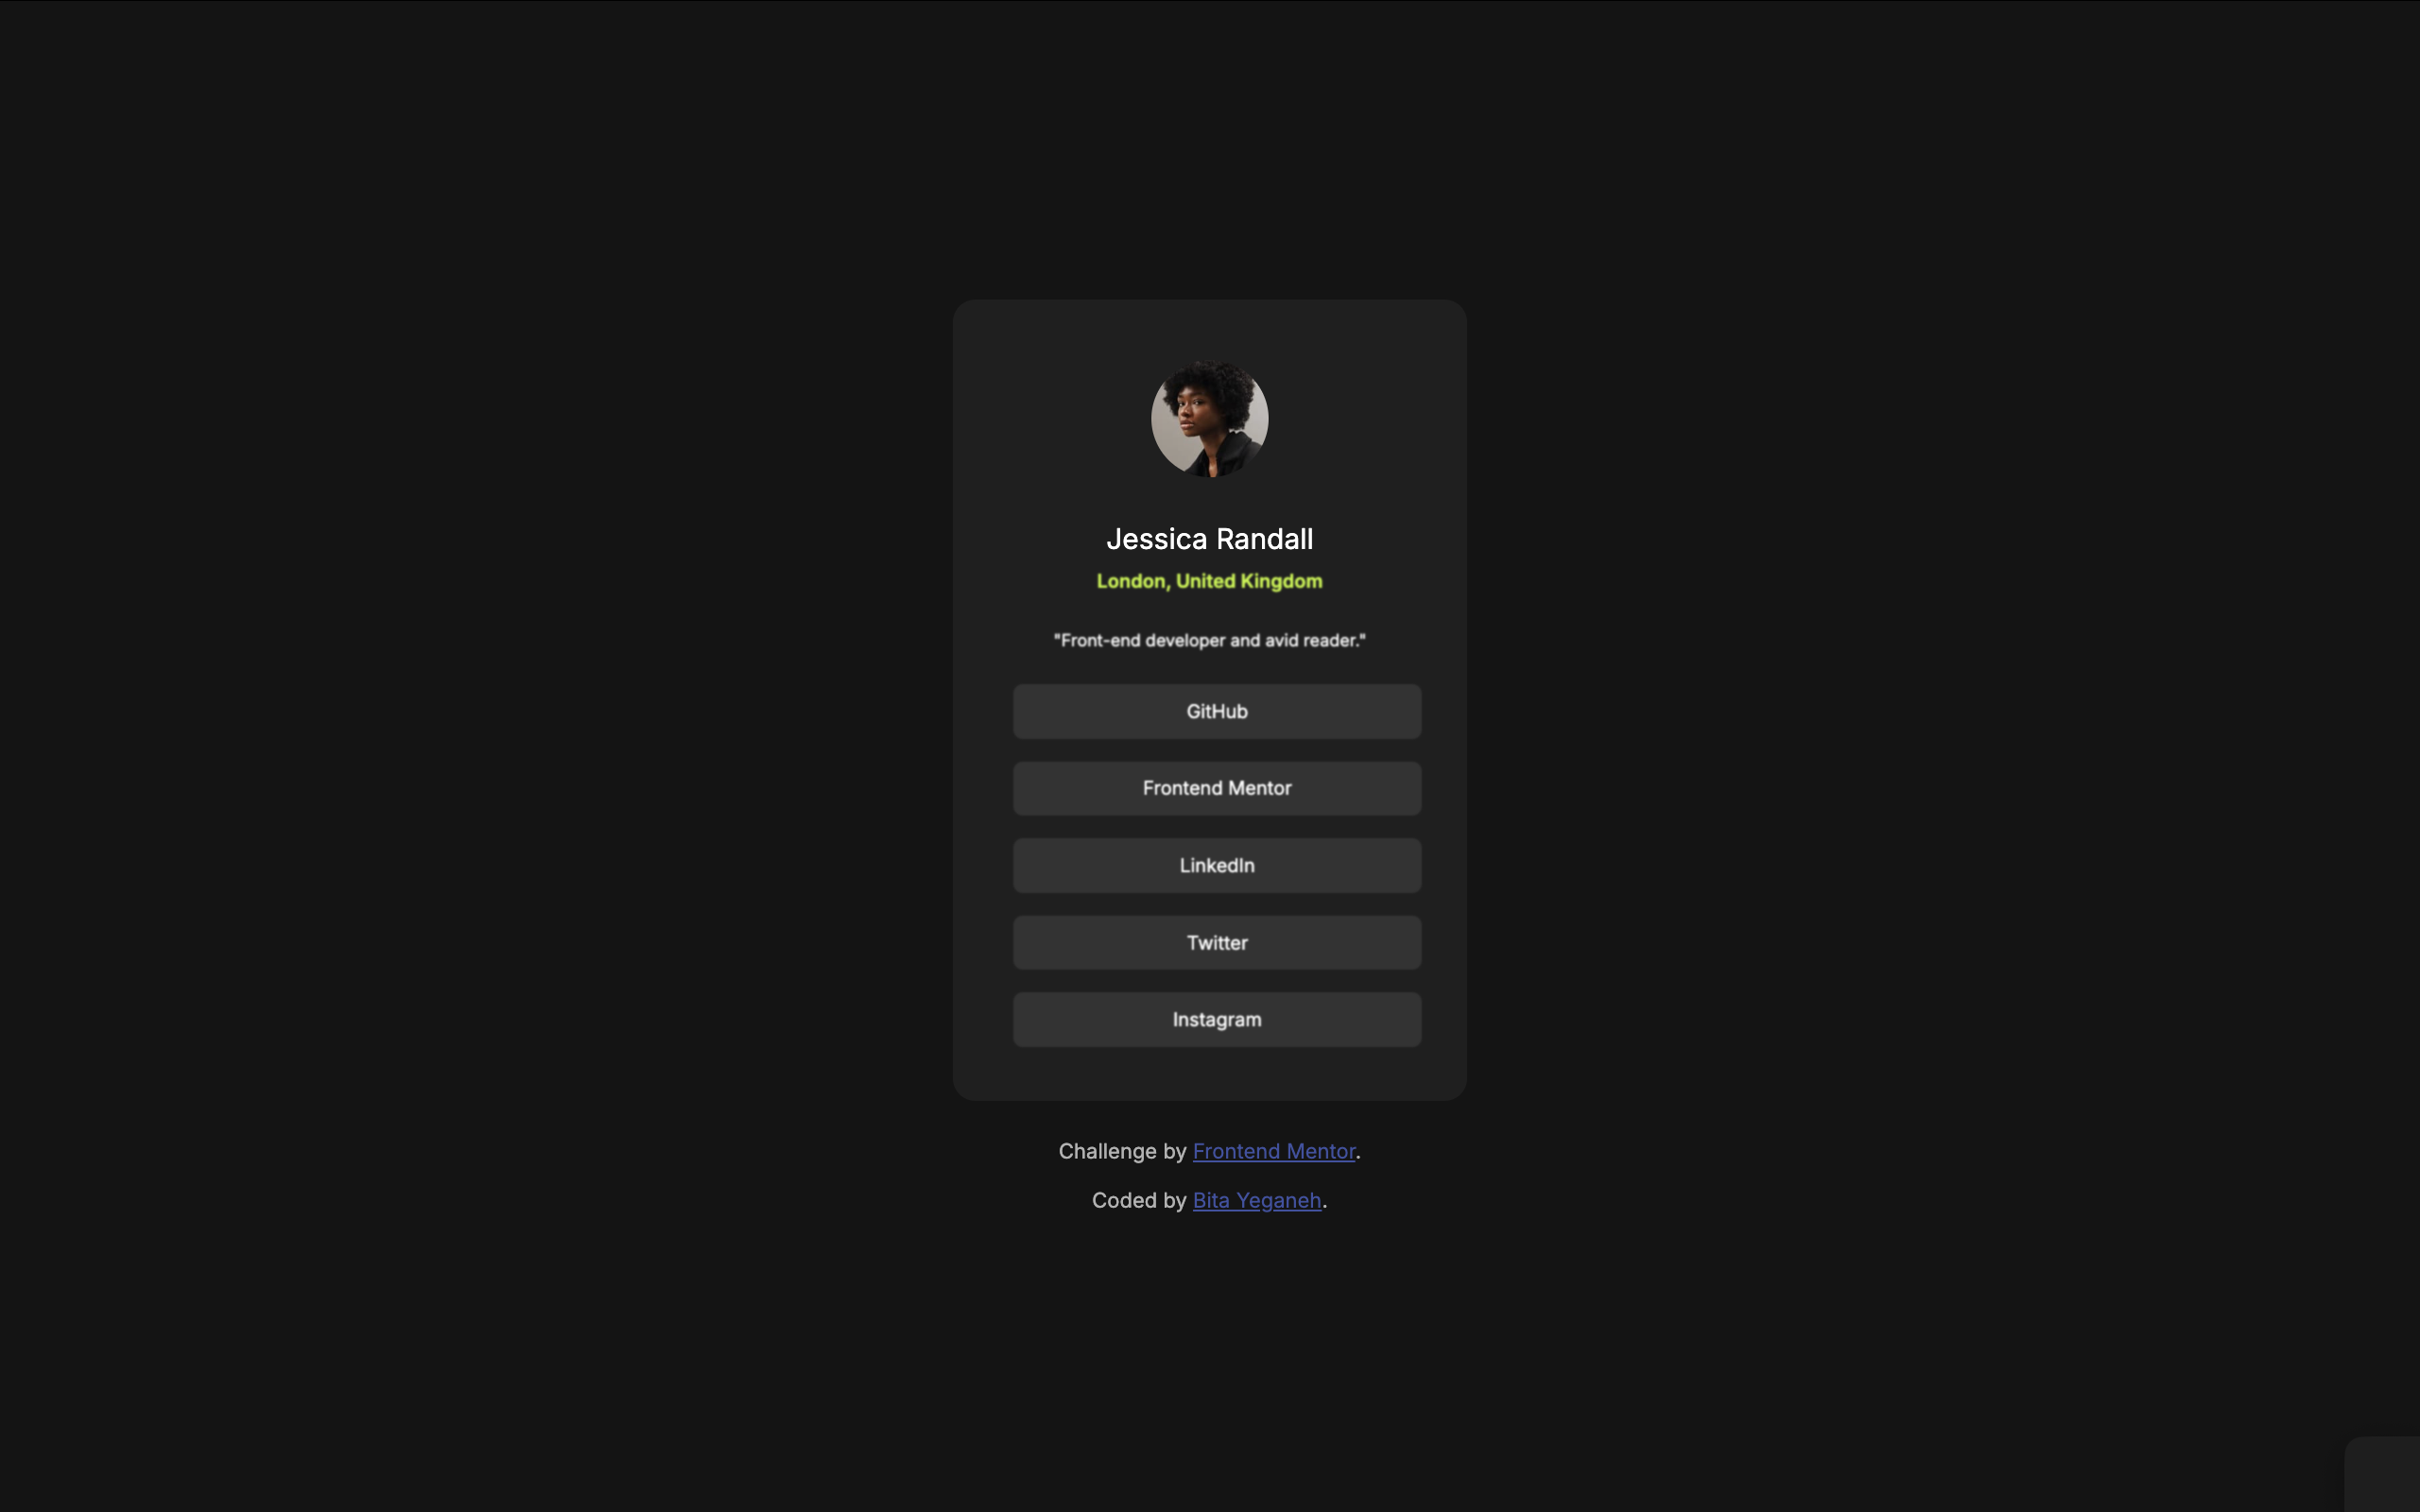 Jessica Randall
London, United Kingdom
"Front-end developer and avid reader."
GitHub
Frontend Mentor
LinkedIn
Twitter
Instagram
Challenge by Frontend Mentor.
Coded by Bita Yeganeh.